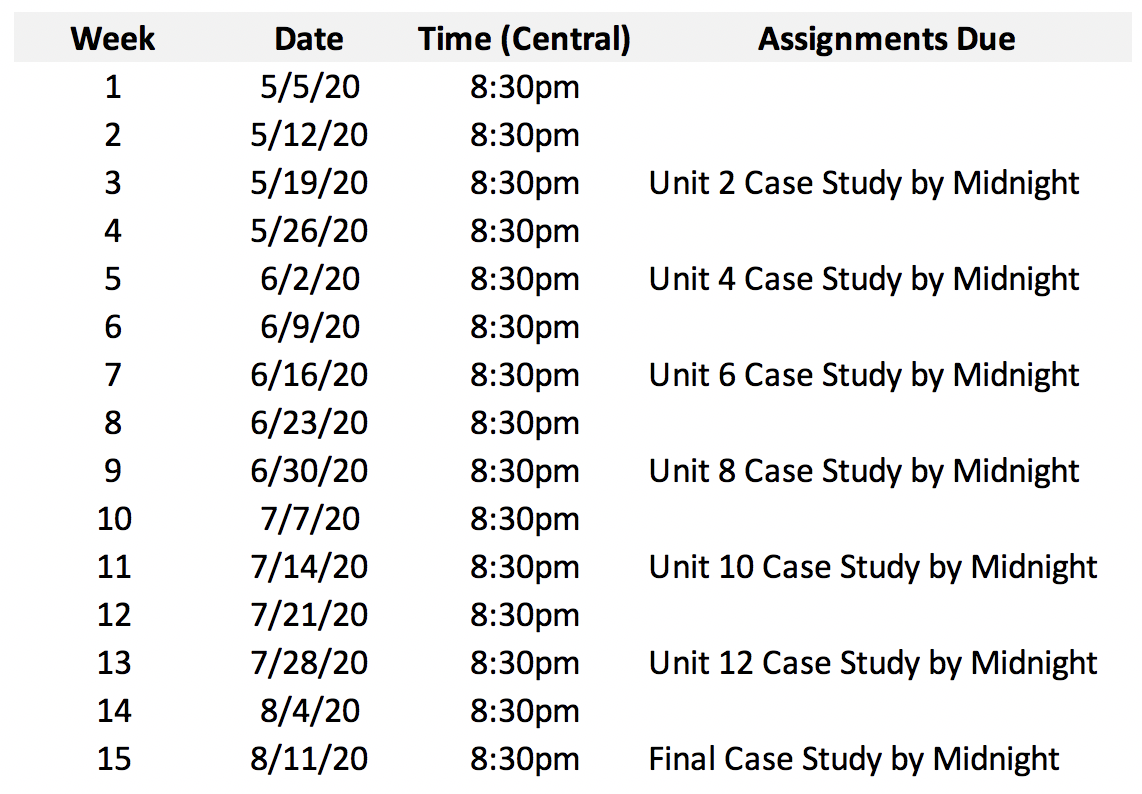 Week Date Time (Central) Assignments Due
1 5/5/20 8:30pm
2 5/12/20 8:30pm
3 5/19/20 8:30pm Unit 2 Case Study by Midnight
4 5/26/20 8:30pm
5 6/2/20 8:30pm Unit 4 Case Study by Midnight
6 6/9/20 8:30pm
7 6/16/20 8:30pm Unit 6 Case Study by Midnight
8 6/23/20 8:30pm
9 6/30/20 8:30pm Unit 8 Case Study by Midnight
10 7/7/20 8:30pm
11 7/14/20 8:30pm Unit 10 Case Study by Midnight
12 7/21/20 8:30pm
13 7/28/20 8:30pm Unit 12 Case Study by Midnight
14 8/4/20 8:30pm
15 8/11/20 8:30pm Final Case Study by Midnight